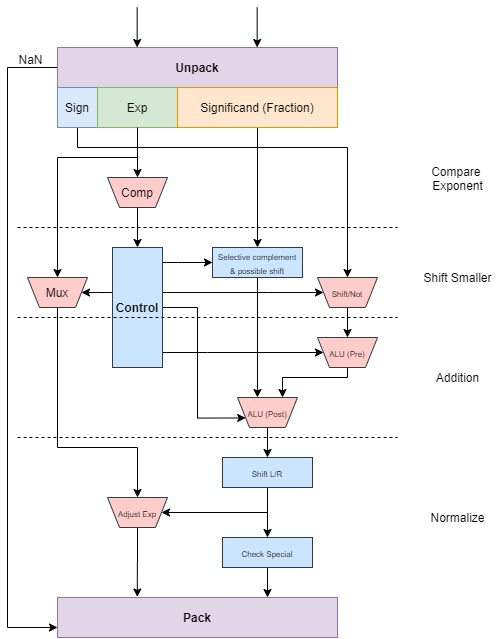 NaN
Unpack
Sign
Exp
Significand (Fraction)
Compare
Exponent
Comp
Selective complement
& possible shift
Shift Smaller
Mux
Control
Shift/Not
ALU (Pre)
Addition
ALU (Post)
Shift L/R
Adjust Exp
Normalize
Check Special
Pack